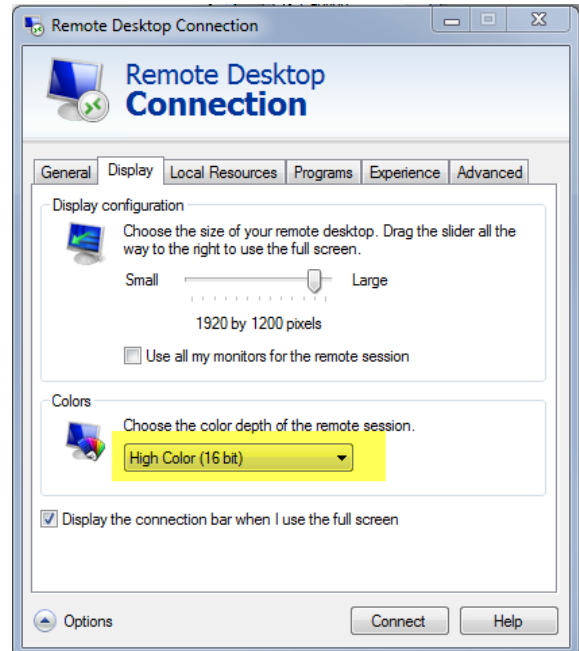 Remote Desktop Connection
Remote Desktop
Connection
General Display Local Resources Programs Experience Advanced
Display configuration
Choose the size of your remote desktop. Drag the slider all the
way to the right to use the full screen.
Small Large
1920 by 1200 pixels
Use all my monitors for the remote session
Colors
Choose the color depth of the remote session.
High Color (16 bit)
Display the connection bar when I use the full screen
Options Connect Help